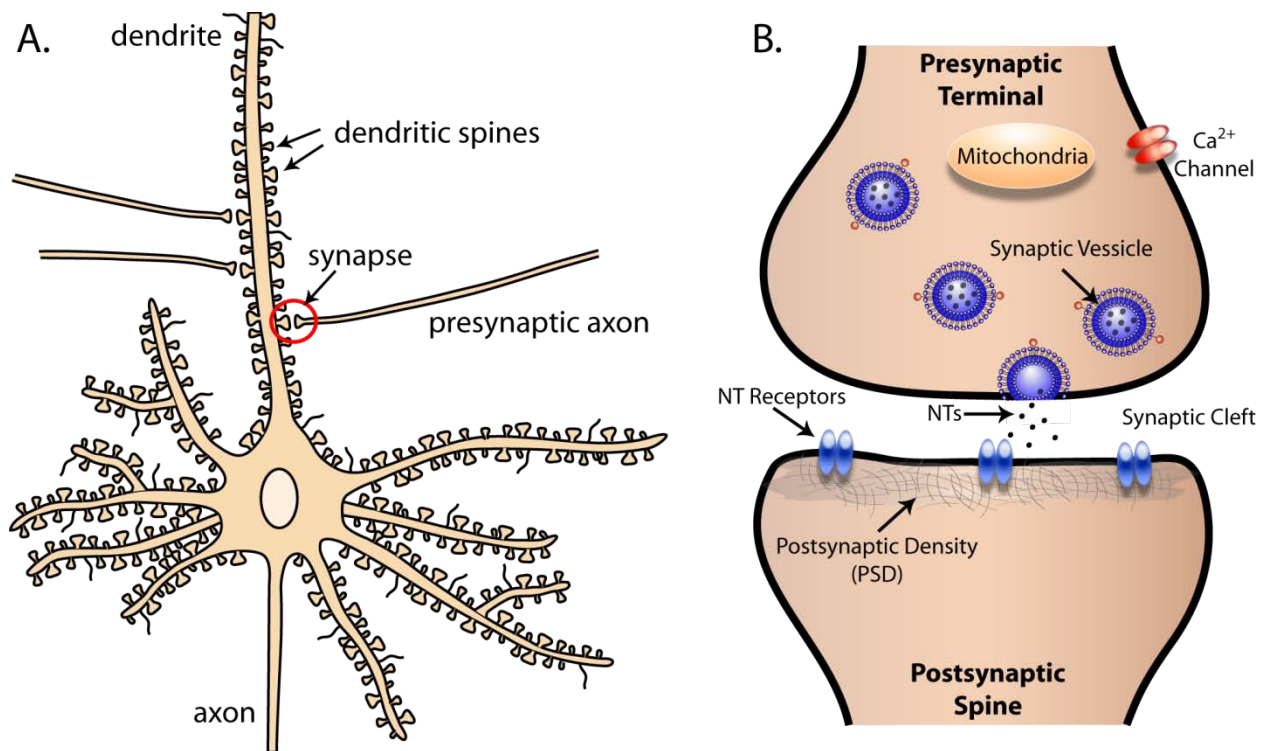 A.
dendrite
dendritic spines
synapse
presynaptic axon
axon
B.
Presynaptic
Terminal
Mitochondria
Ca²⁺
Channel
Synaptic Vessicle
NT Receptors
NTs
Synaptic Cleft
Postsynaptic Density
(PSD)
Postsynaptic
Spine